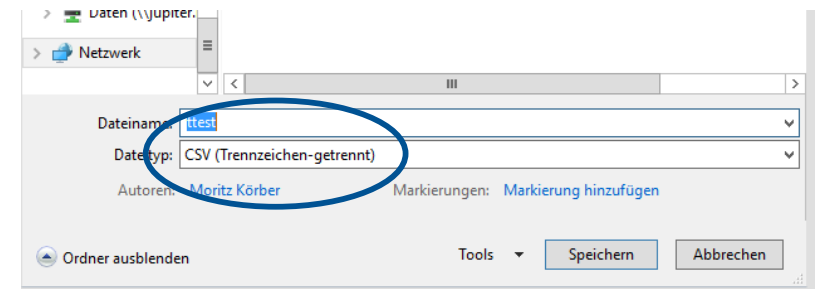 Daten (\\jupiter.
Netzwerk
Dateiname: ttest
Dateityp: CSV (Trennzeichen-getrennt)
Autoren: Moritz Körber Markierungen: Markierung hinzufügen
Ordner ausblenden Tools Speichern Abbrechen